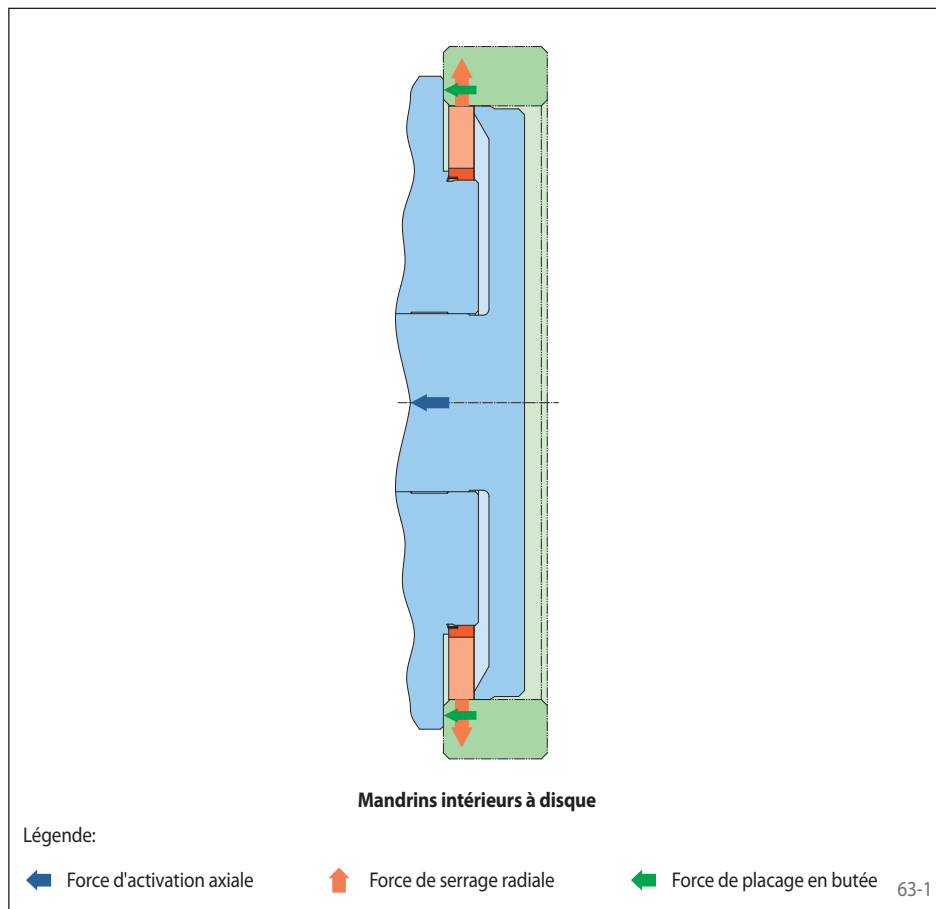 Mandrins intérieurs à disque
Légende:
Force d'activation axiale
Force de serrage radiale
Force de placage en butée
63-1